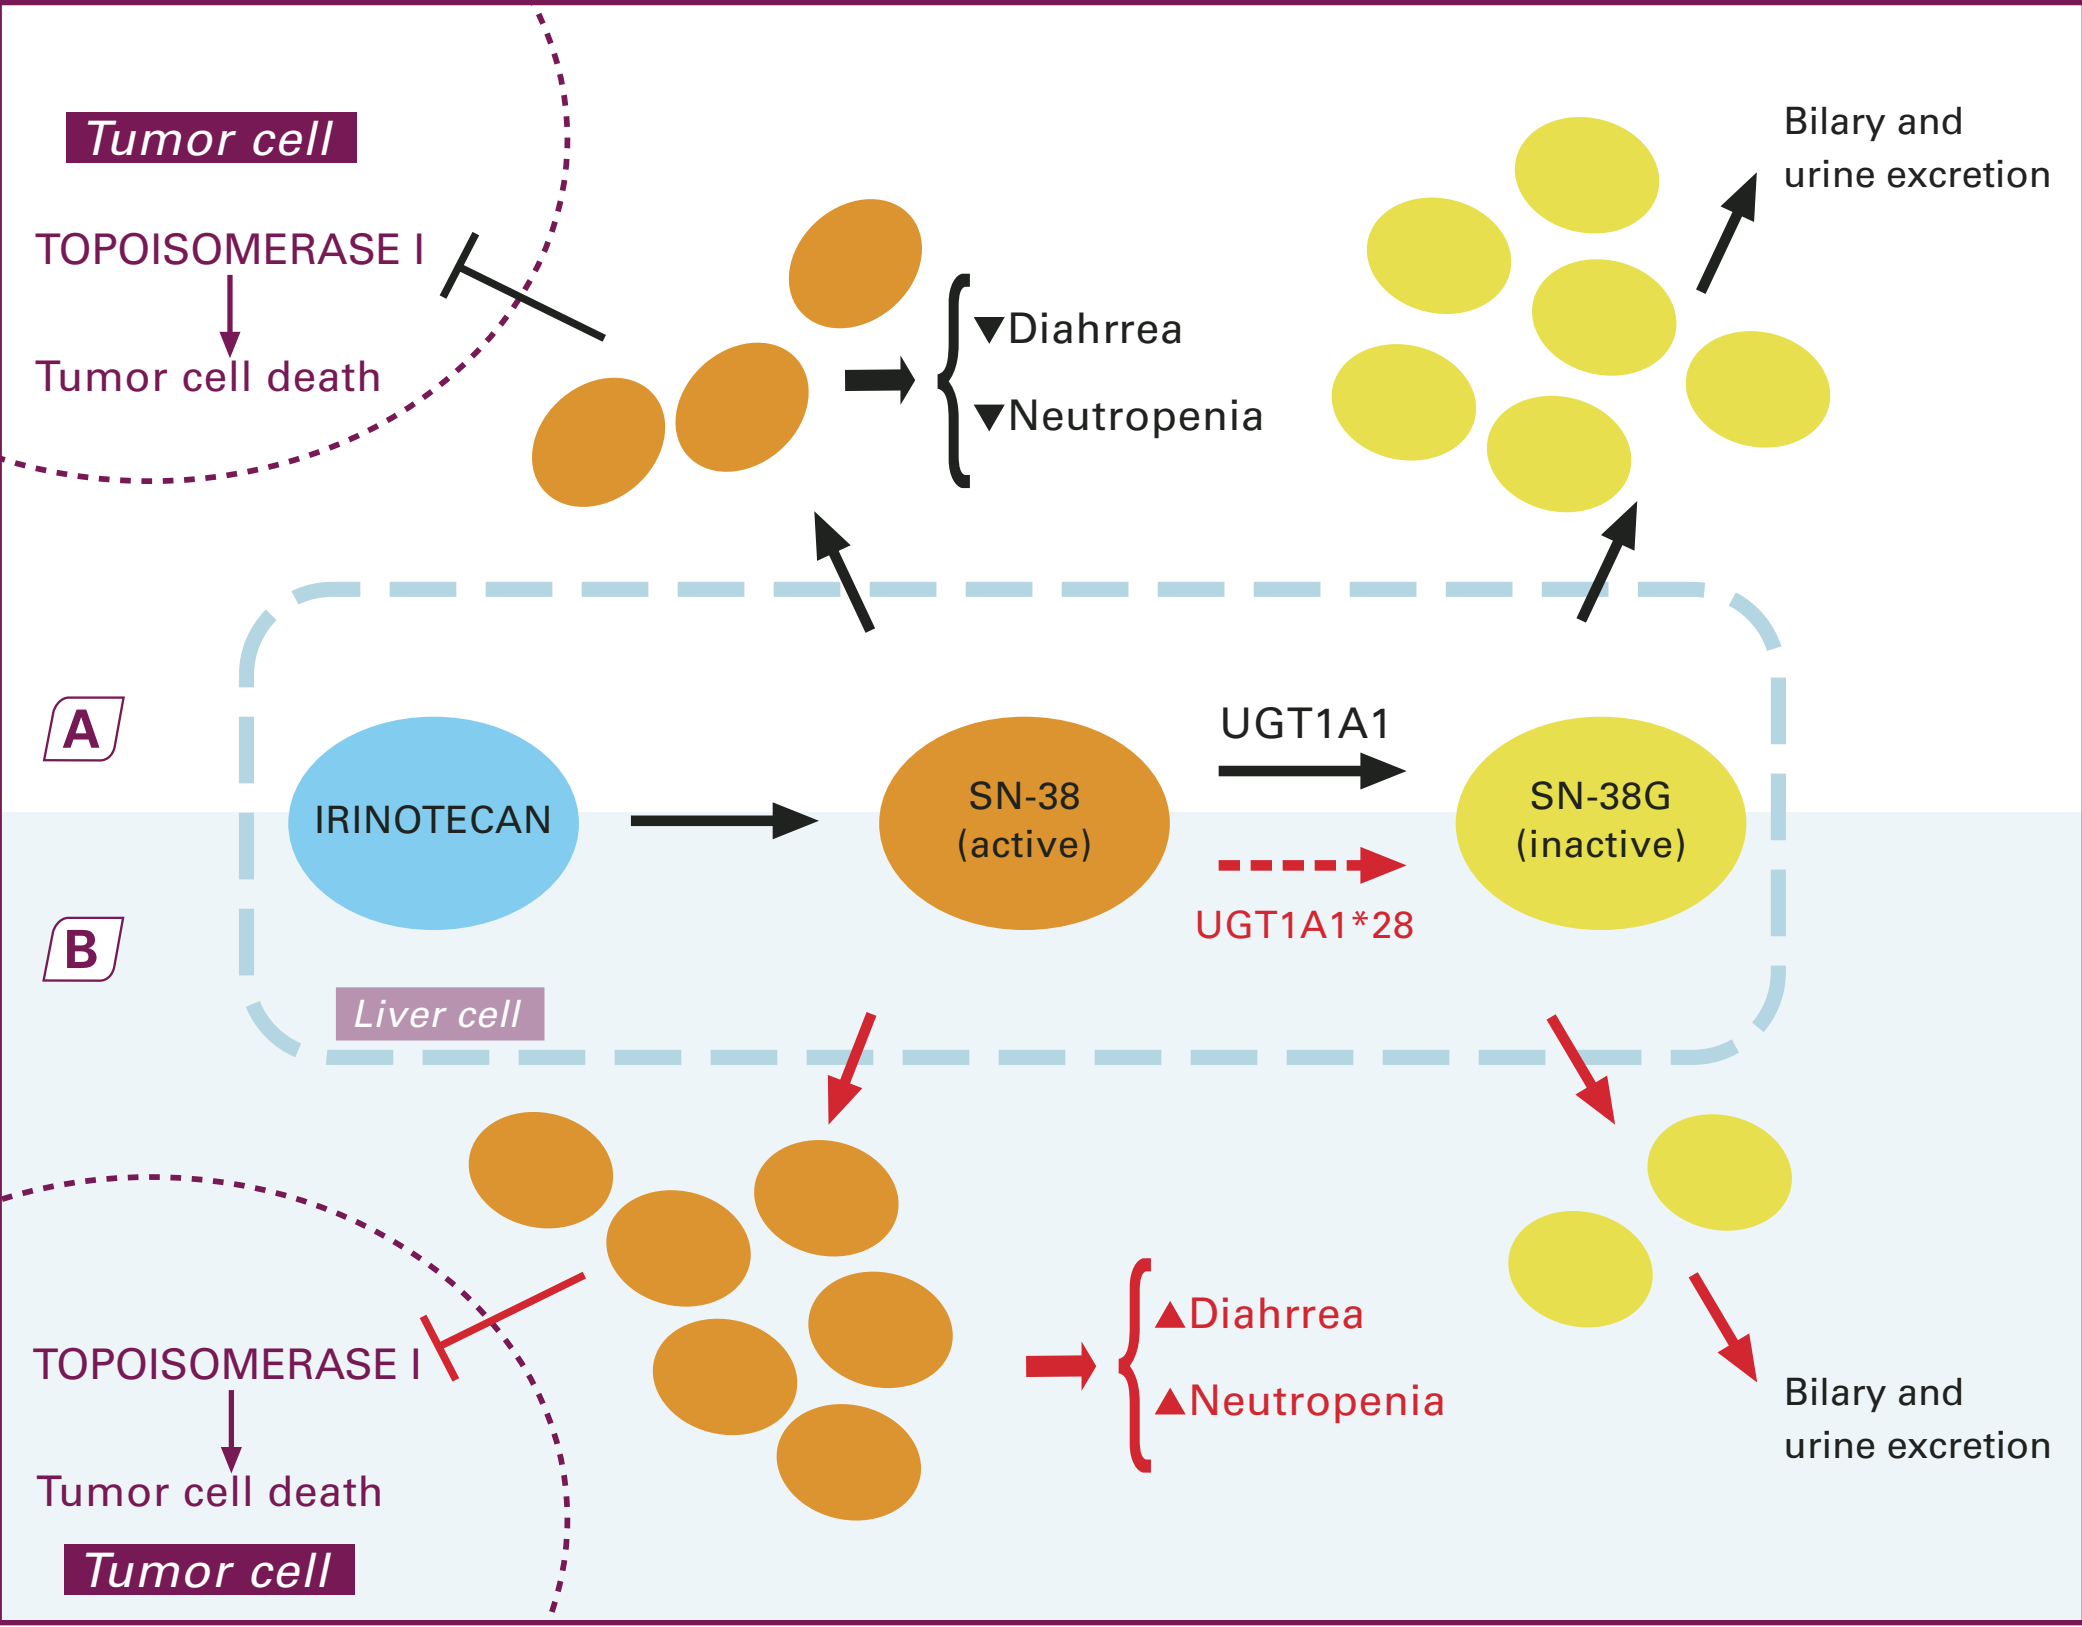 Tumor cell
TOPOISOMERASE I
Tumor cell death
▼Diahrrea
▼Neutropenia
Bilary and
urine excretion
A
IRINOTECAN
SN-38
(active)
UGT1A1
UGT1A1*28
SN-38G
(inactive)
B
Liver cell
TOPOISOMERASE I
Tumor cell death
Tumor cell
▲Diahrrea
▲Neutropenia
Bilary and
urine excretion